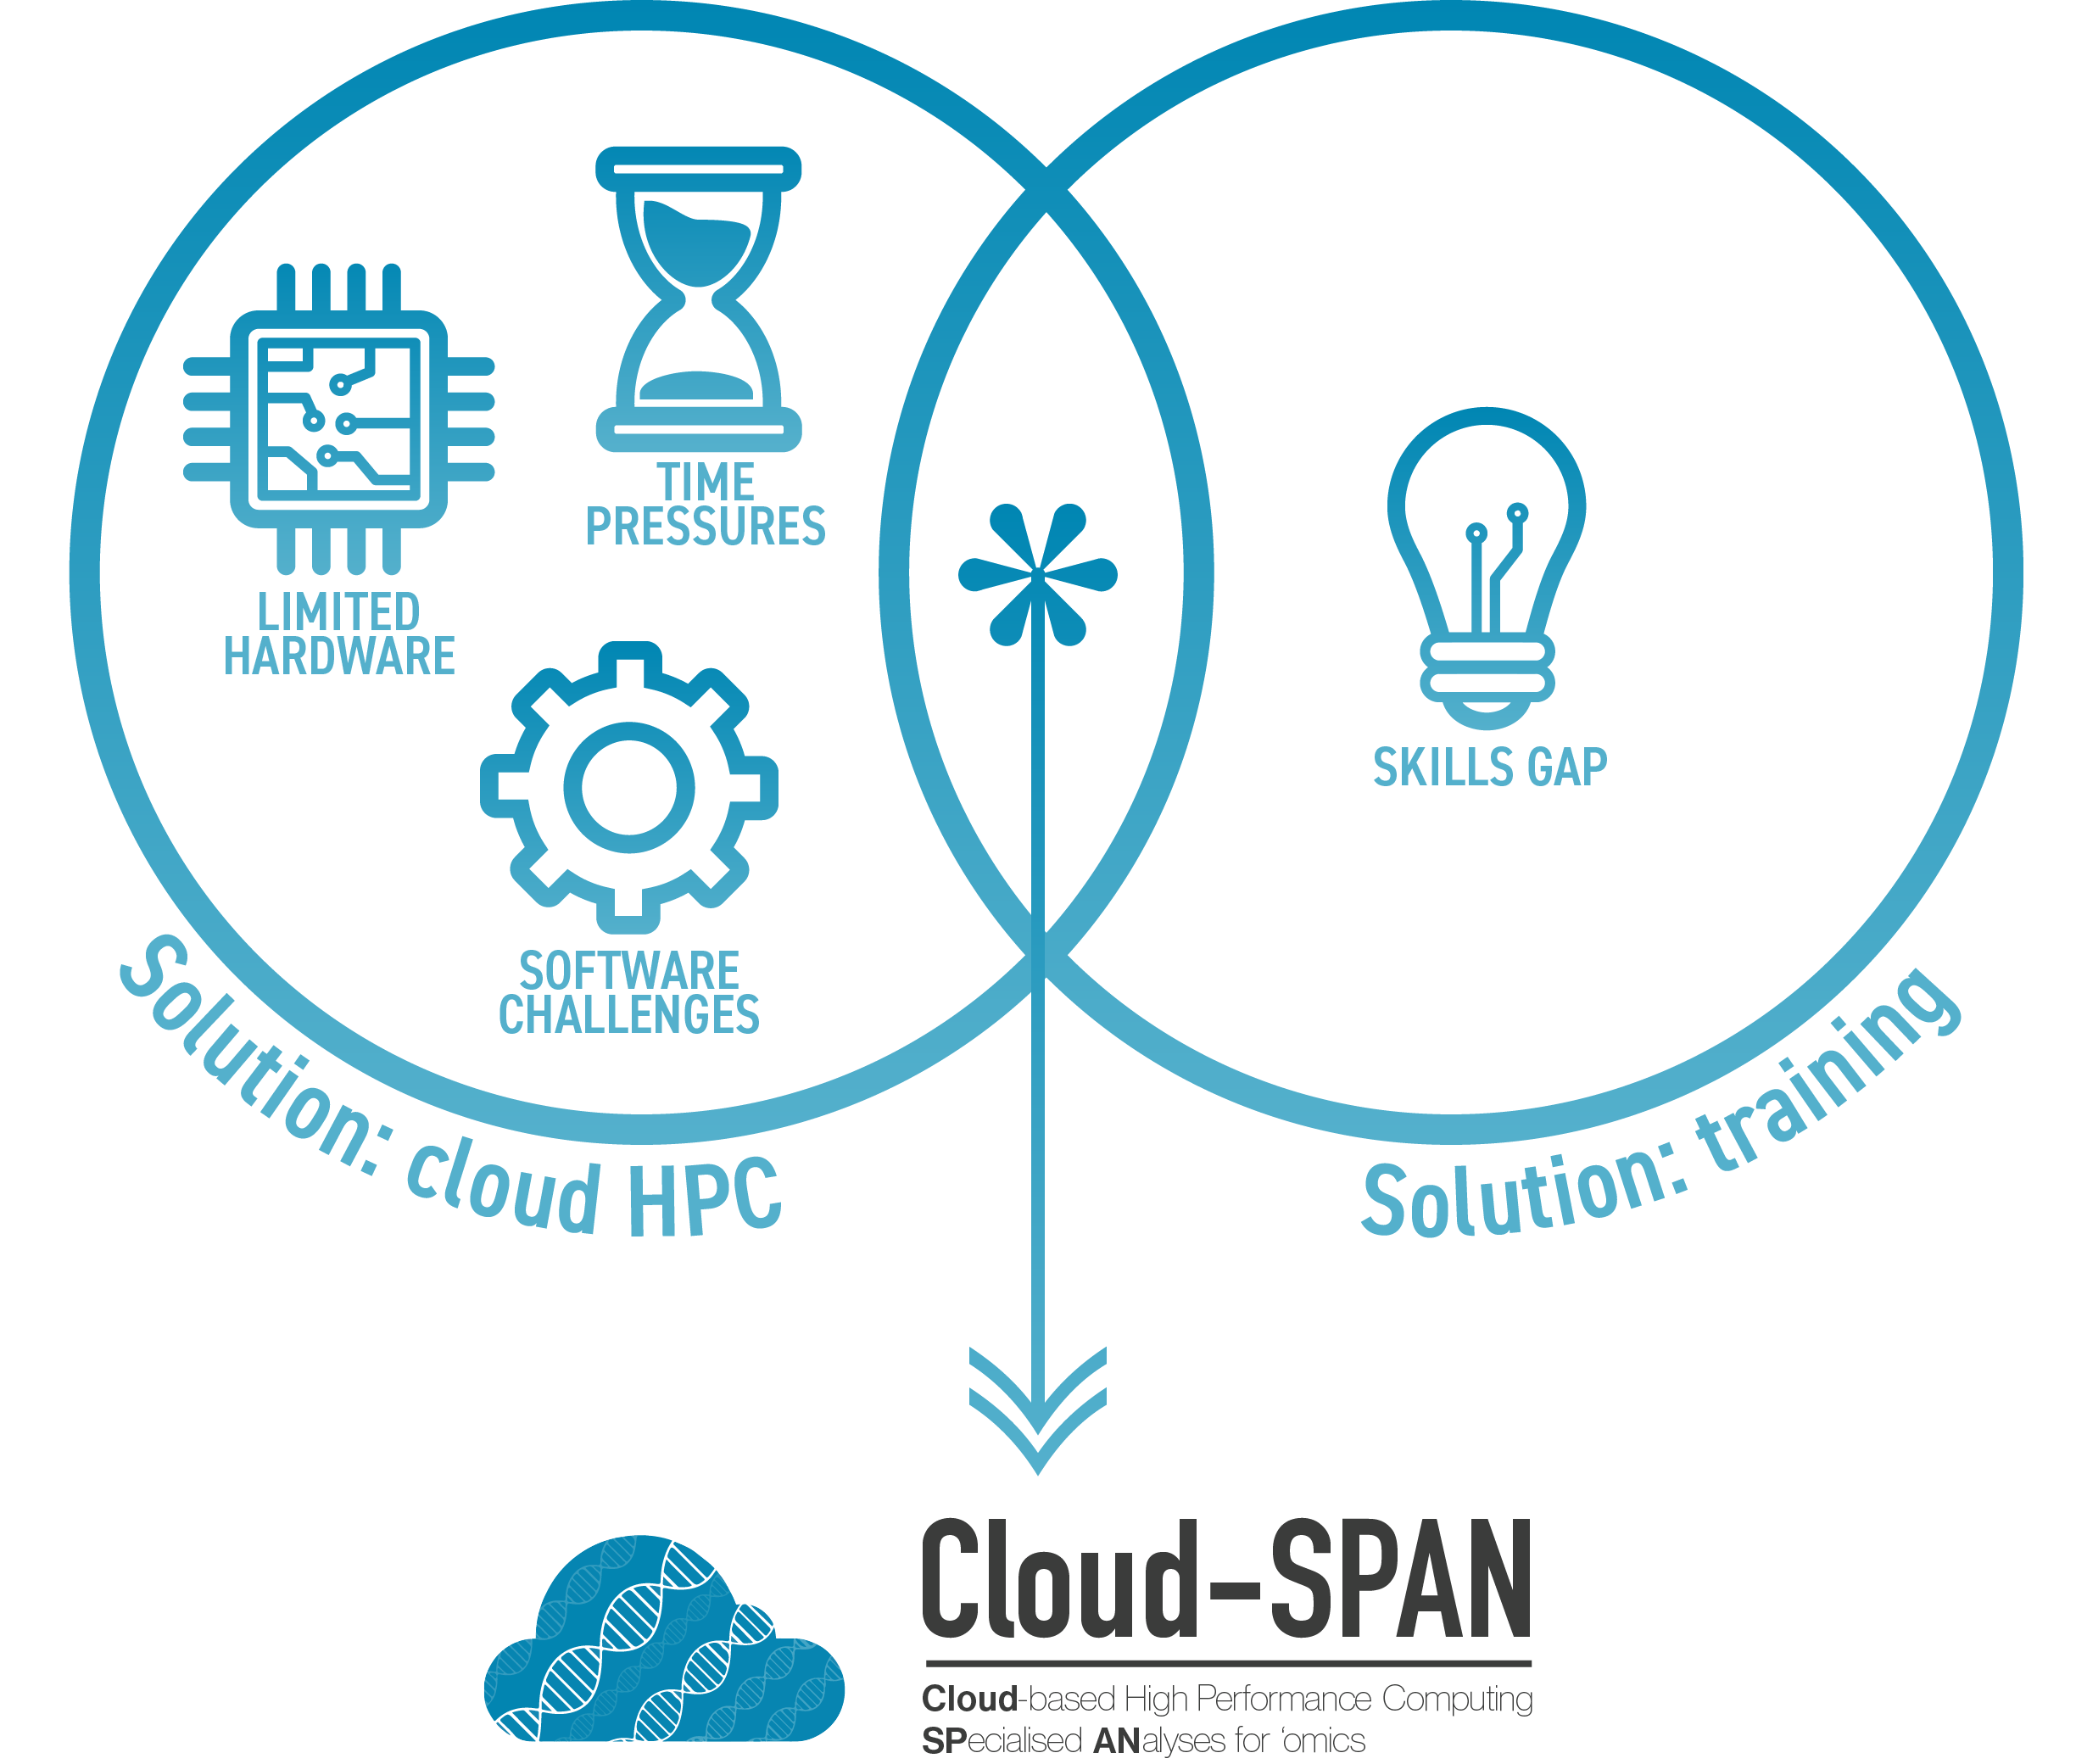 TIME
PRESSURES
LIMITED
HARDWARE
SOFTWARE
CHALLENGES
SKILLS GAP
Solution: cloud HPC
Solution: training
Cloud-SPAN
Cloud-based High Performance Computing
SPecialised ANalyses for ‘omics